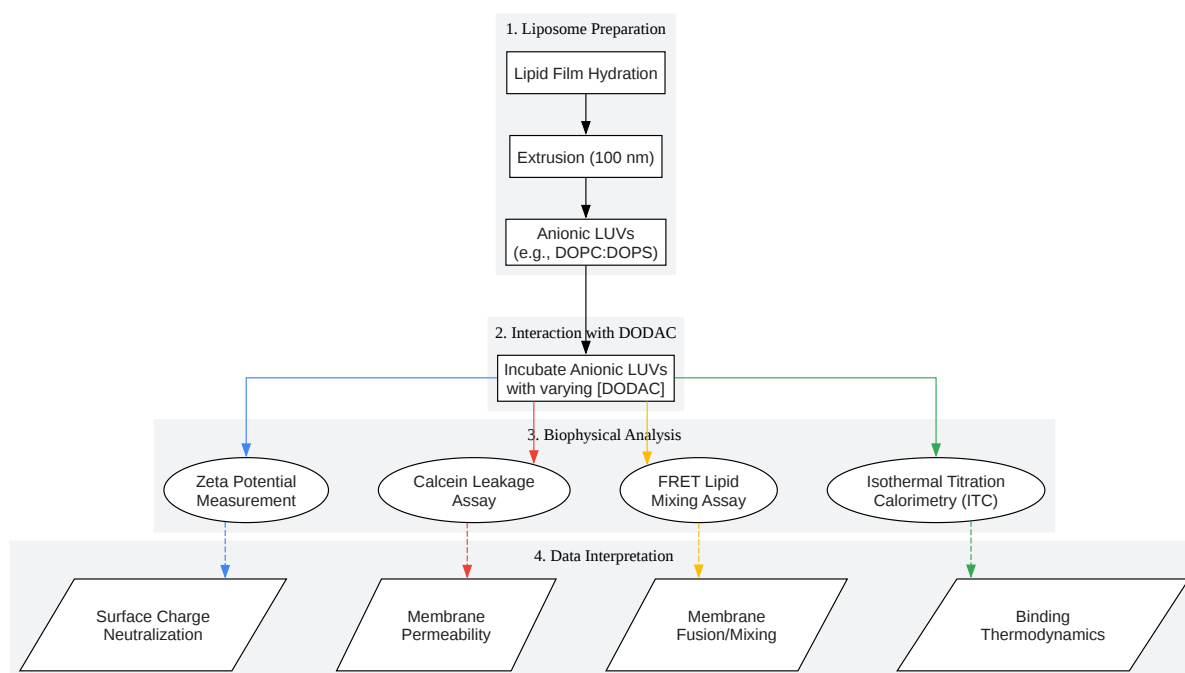 1. Liposome Preparation
Lipid Film Hydration
Extrusion (100 nm)
Anionic LUVs
(e.g., DOPC:DOPS)
2. Interaction with DODAC
Incubate Anionic LUVs
with varying [DODAC]
3. Biophysical Analysis
Zeta Potential
Measurement
Calcein Leakage
Assay
FRET Lipid
Mixing Assay
Isothermal Titration
Calorimetry (ITC)
4. Data Interpretation
Surface Charge
Neutralization
Membrane
Permeability
Membrane
Fusion/Mixing
Binding
Thermodynamics